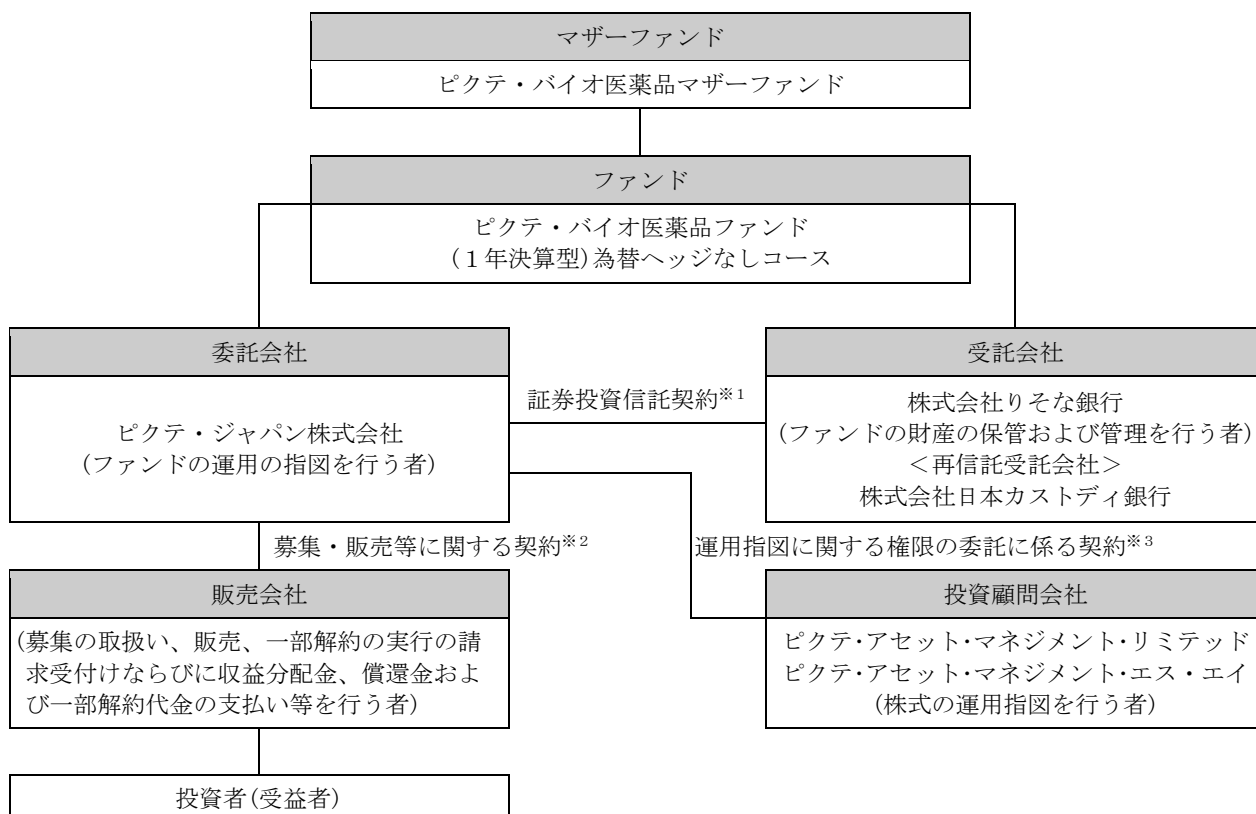 マザーファンド
ピクテ・バイオ医薬品マザーファンド
ファンド
ピクテ・バイオ医薬品ファンド
(１年決算型)為替ヘッジなしコース
委託会社
ピクテ・ジャパン株式会社
(ファンドの運用の指図を行う者)
証券投資信託契約※1
受託会社
株式会社りそな銀行
(ファンドの財産の保管および管理を行う者)
＜再信託受託会社＞
株式会社日本カストディ銀行
募集・販売等に関する契約※2
運用指図に関する権限の委託に係る契約※3
販売会社
(募集の取扱い、販売、一部解約の実行の請
求受付けならびに収益分配金、償還金およ
び一部解約代金の支払い等を行う者)
投資顧問会社
ピクテ・アセット・マネジメント・リミテッド
ピクテ・アセット・マネジメント・エス・エイ
(株式の運用指図を行う者)
投資者(受益者)